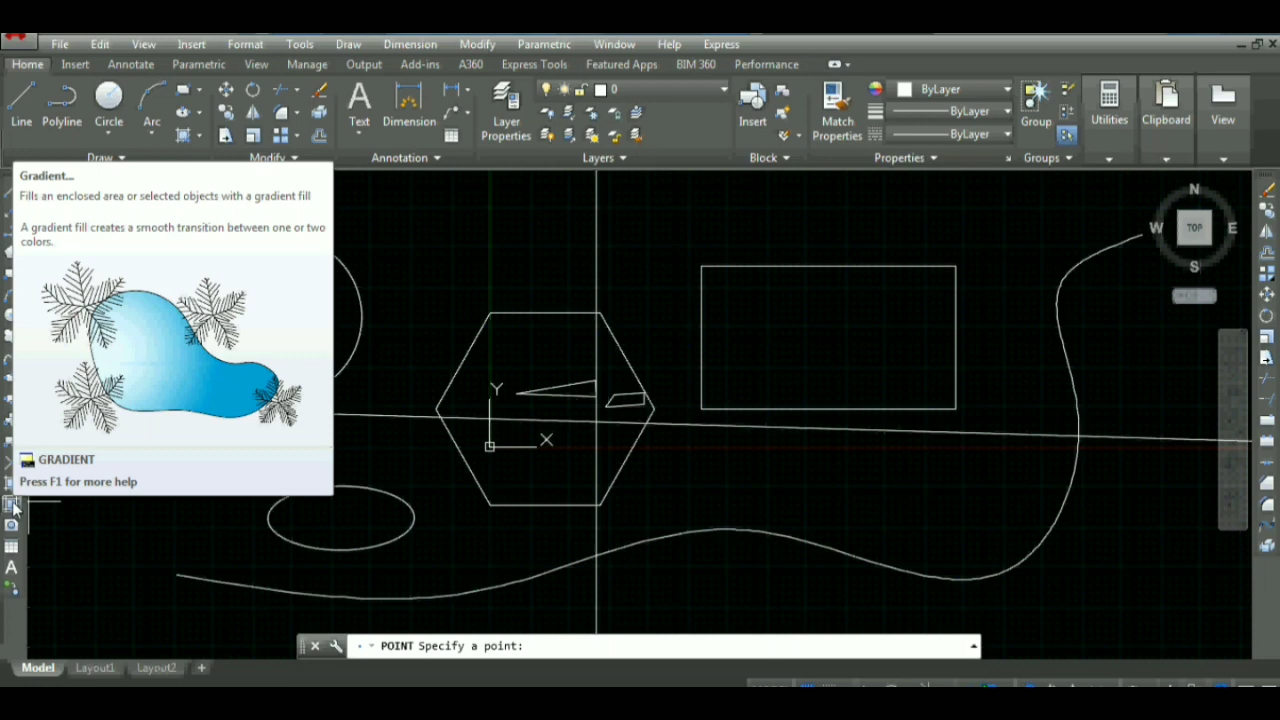 File Edit View Insert Format Tools Draw Dimension Modify Parametric Window Help Express
Home Insert Annotate Parametric View Manage Output Add-ins A360 Express Tools Featured Apps BIM 360 Performance
0
ByLayer
ByLayer
ByLayer
Line Polyline Circle Arc Text Dimension Layer Properties Insert Match Properties Group Utilities Clipboard View
Draw Modify Annotation Layers Block Properties Groups
Gradient...
Fills an enclosed area or selected objects with a gradient fill
A gradient fill creates a smooth transition between one or two
colors.
GRADIENT
Press F1 for more help
N
W TOP E
S
Y
X
A
POINT Specify a point:
Model Layout1 Layout2 +